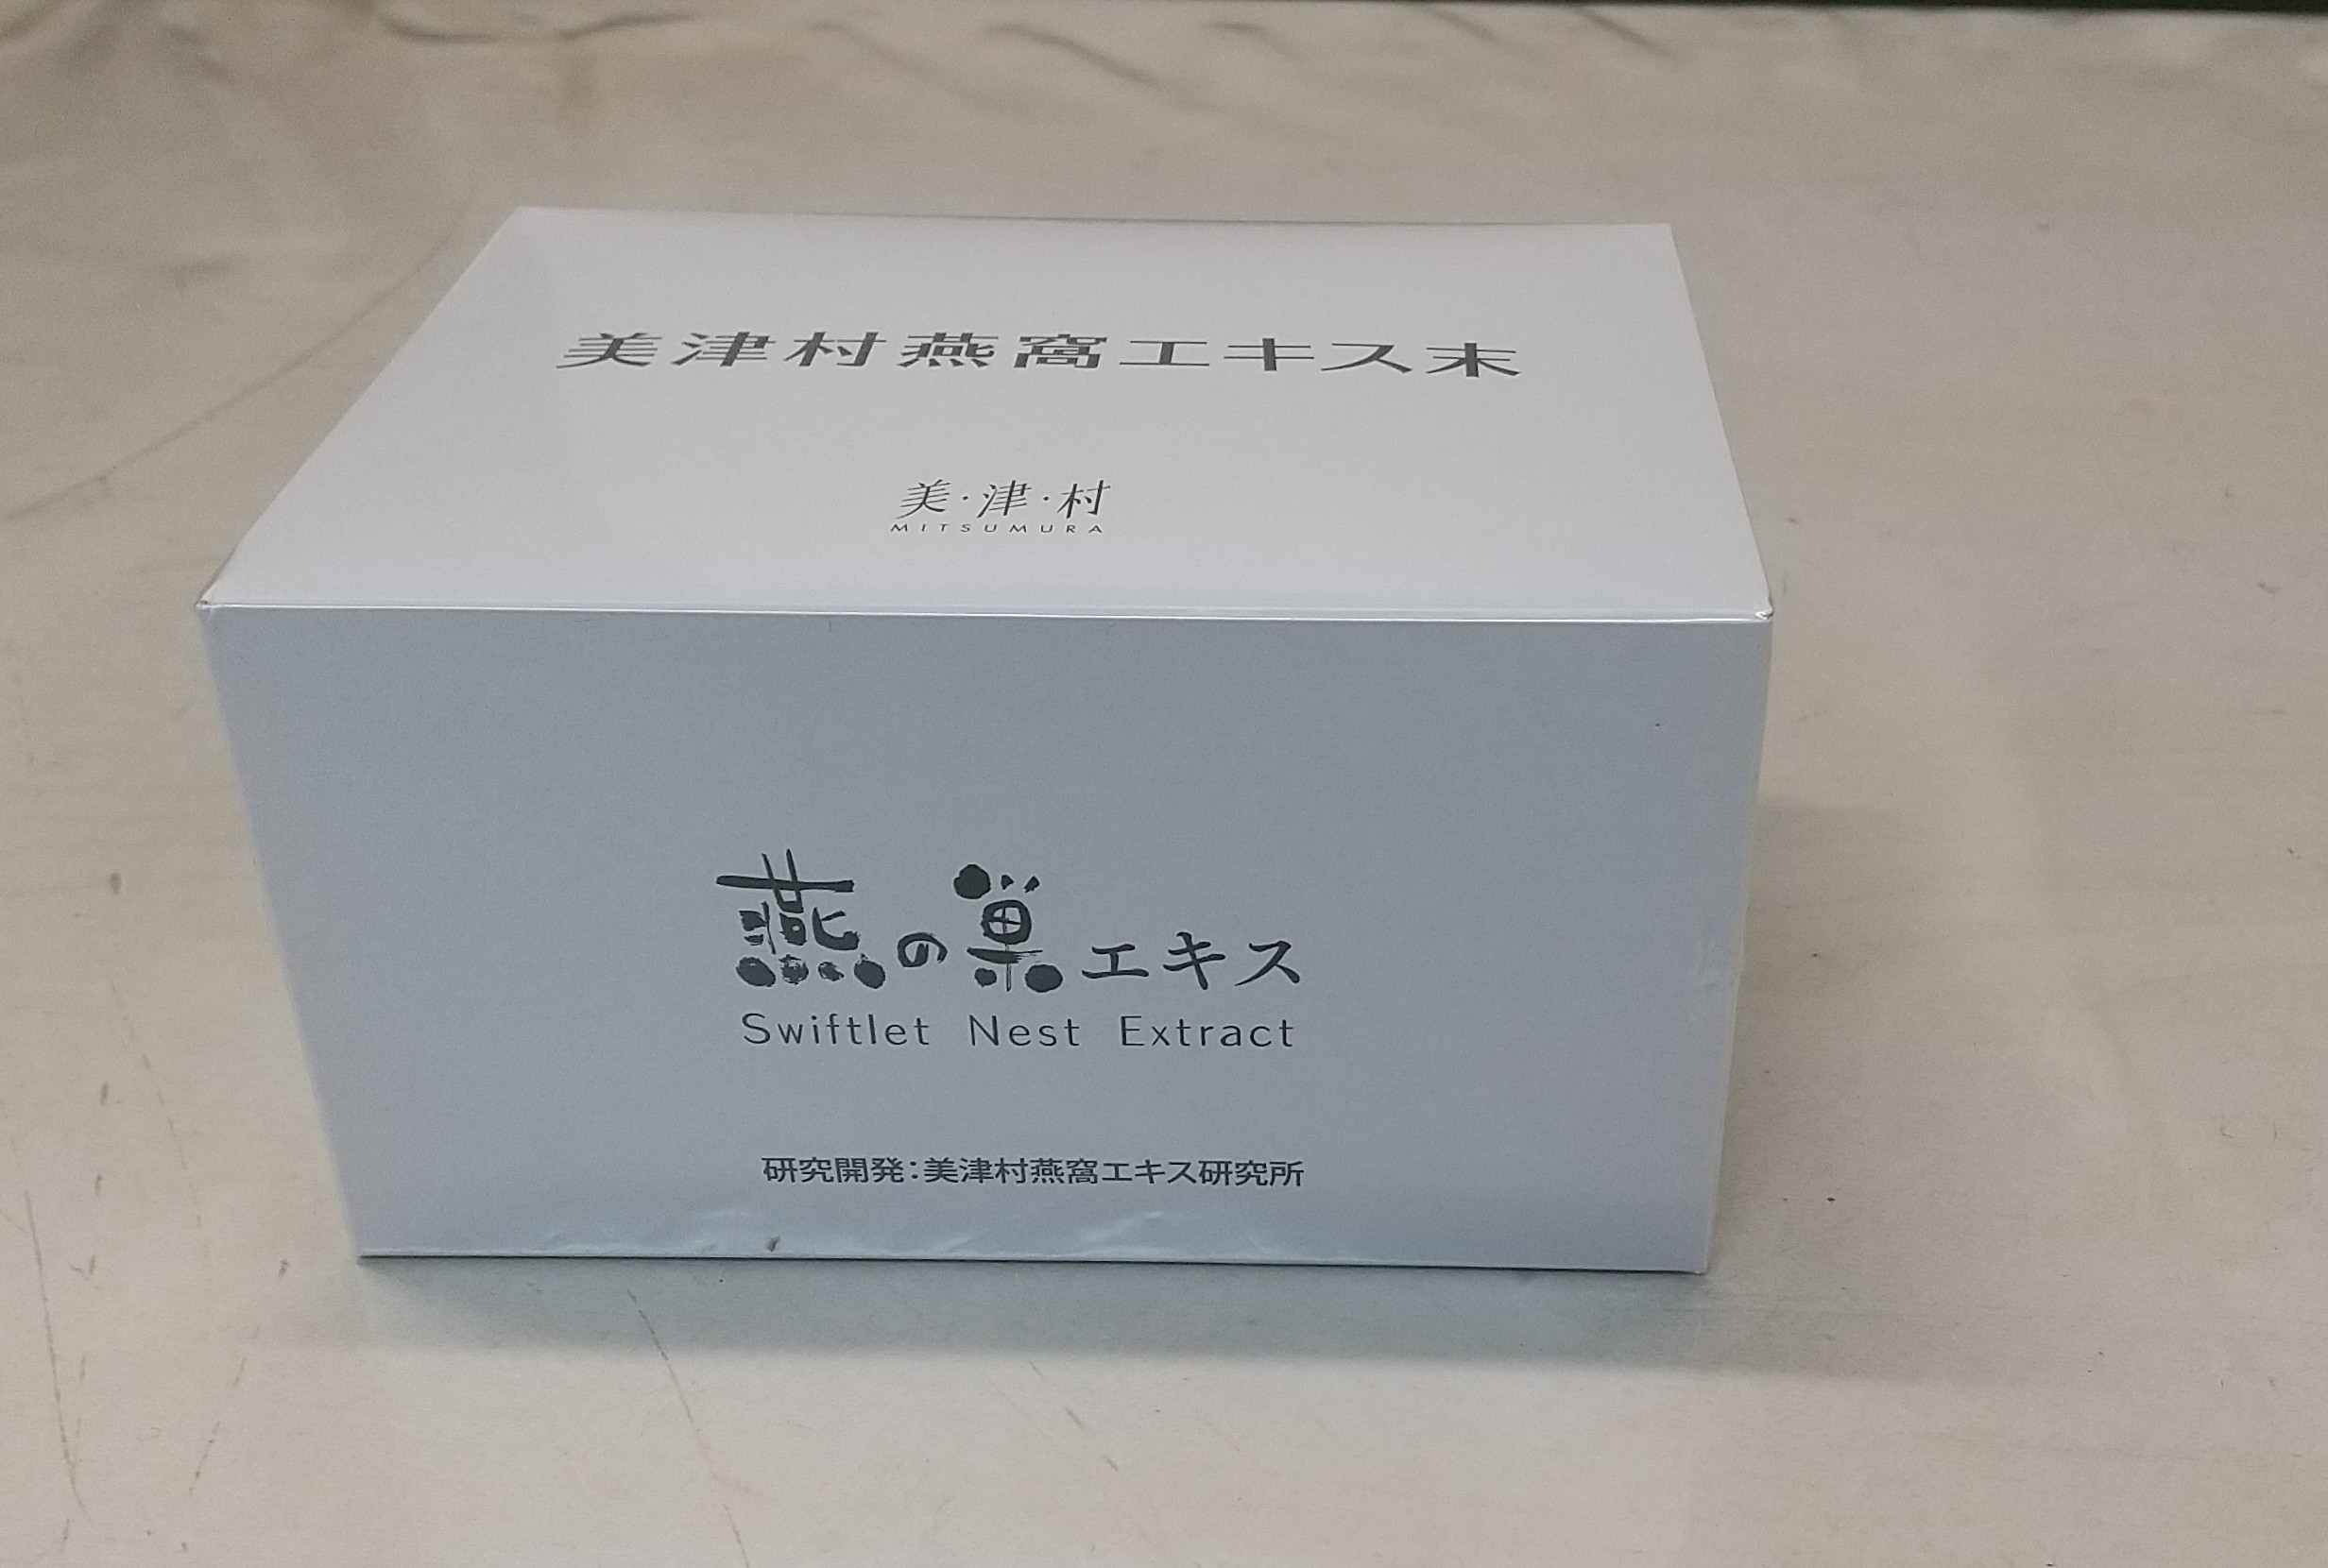 美津村燕窩エキス末
美・津・村
MITSUMURA
燕の巣エキス
Swiftlet Nest Extract
研究開発:美津村燕窩エキス研究所